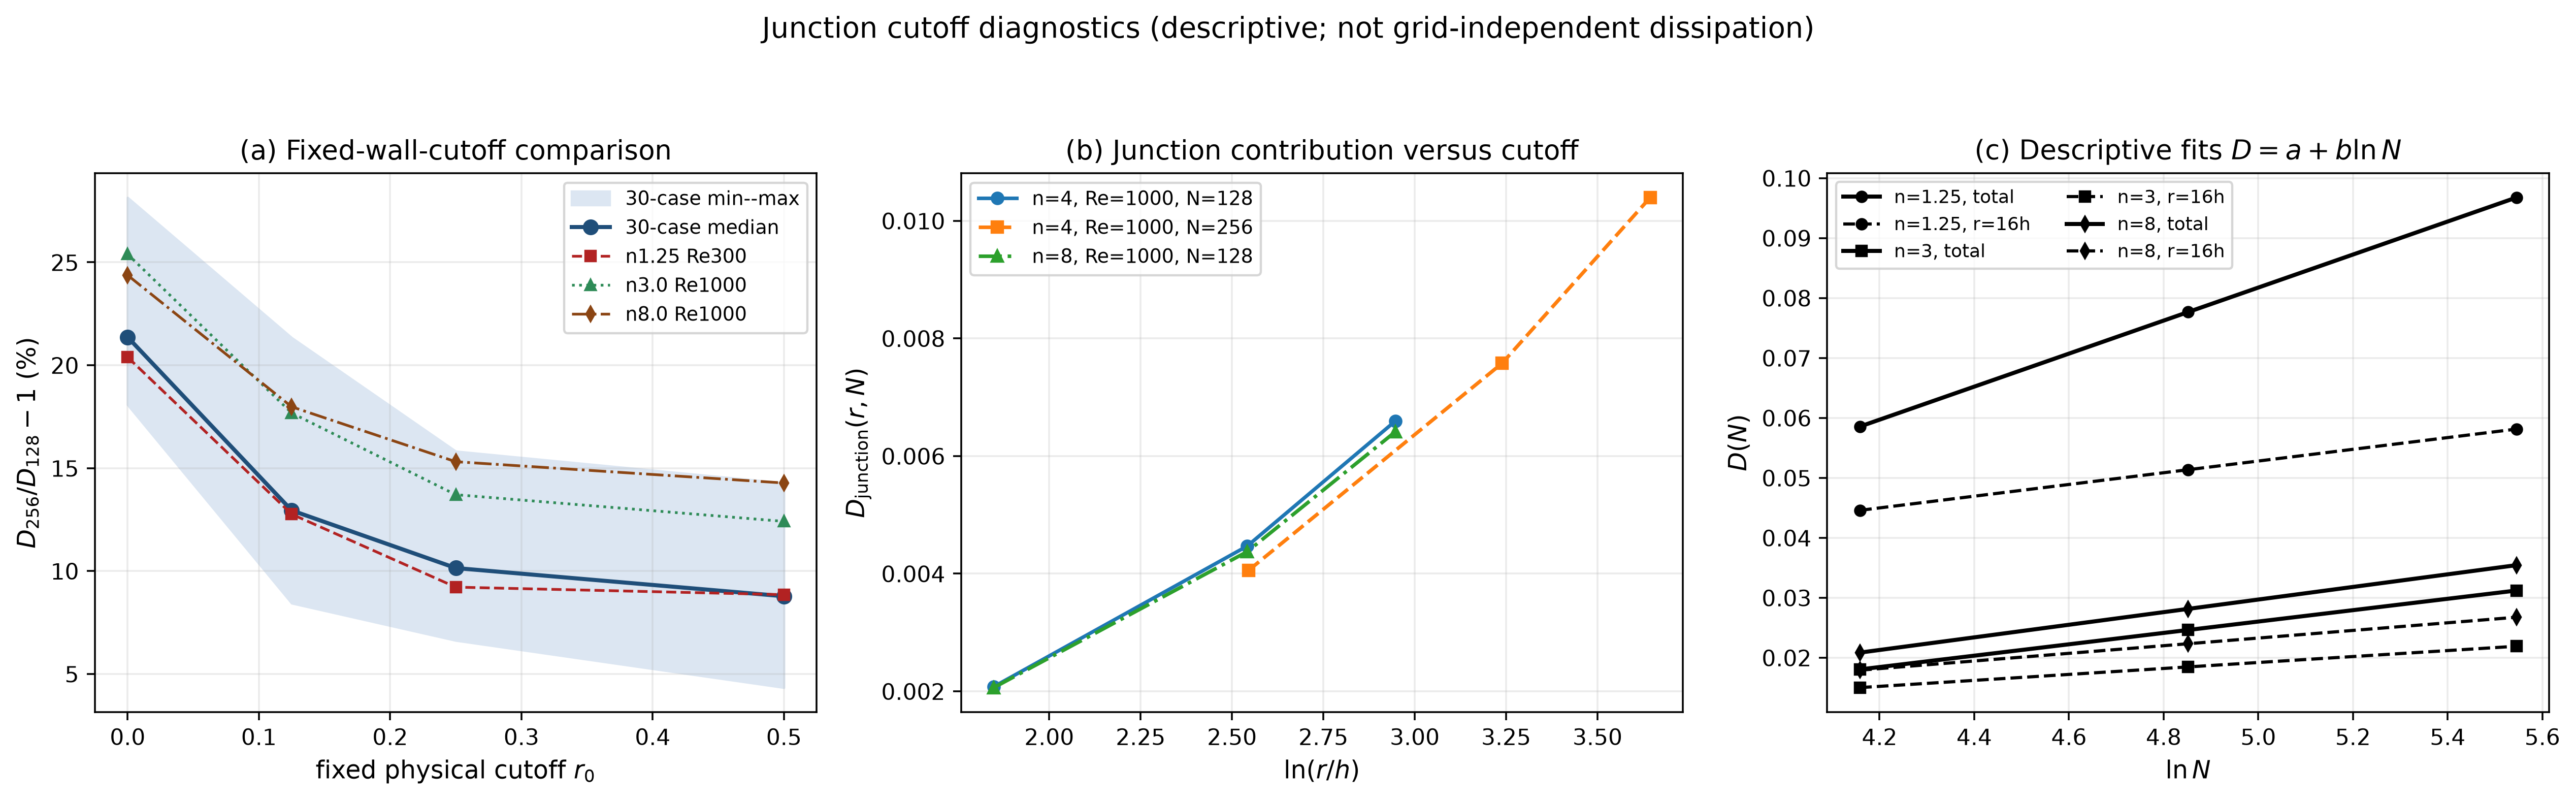 Junction cutoff diagnostics (descriptive; not grid-independent dissipation)
(a) Fixed-wall-cutoff comparison
30-case min--max
30-case median
n1.25 Re300
n3.0 Re1000
n8.0 Re1000
25
20
15
10
5
D₂₅₆/D₁₂₈ − 1 (%)
0.0 0.1 0.2 0.3 0.4 0.5
fixed physical cutoff r₀
(b) Junction contribution versus cutoff
n=4, Re=1000, N=128
n=4, Re=1000, N=256
n=8, Re=1000, N=128
0.010
0.008
0.006
0.004
0.002
D_junction(r, N)
2.00 2.25 2.50 2.75 3.00 3.25 3.50
ln(r/h)
(c) Descriptive fits D = a + b ln N
n=1.25, total
n=1.25, r=16h
n=3, total
n=3, r=16h
n=8, total
n=8, r=16h
0.10
0.09
0.08
0.07
0.06
0.05
0.04
0.03
0.02
D(N)
4.2 4.4 4.6 4.8 5.0 5.2 5.4 5.6
ln N